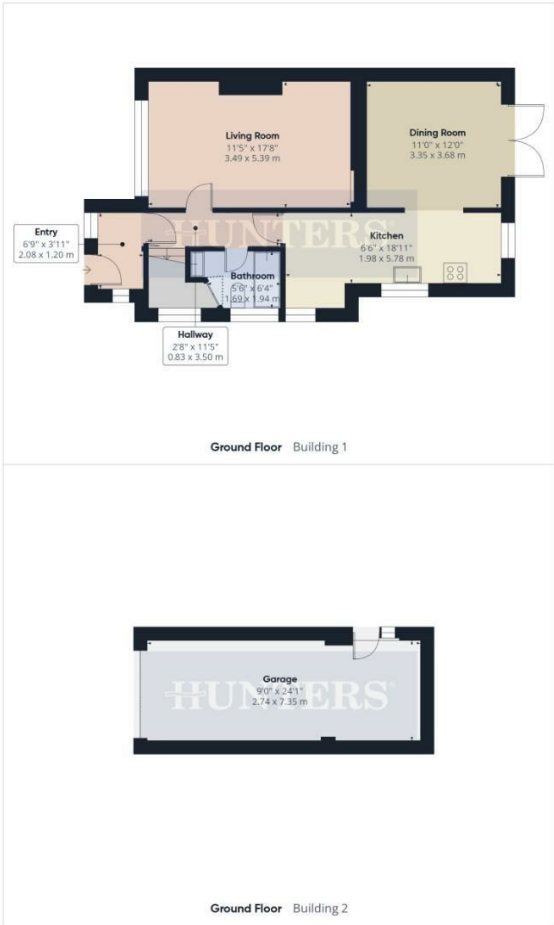 Living Room
11'5" x 17'8"
3.49 x 5.39 m
Dining Room
11'0" x 12'0"
3.35 x 3.68 m
Entry
6'9" x 3'11"
2.08 x 1.20 m
HUNTERS
Kitchen
6'6" x 18'11"
1.98 x 5.78 m
Bathroom
5'6" x 6'4"
1.69 x 1.94 m
Hallway
2'8" x 11'5"
0.83 x 3.50 m
Ground Floor Building 1
Garage
9'0" x 24'1"
2.74 x 7.35 m
HUNTERS
Ground Floor Building 2